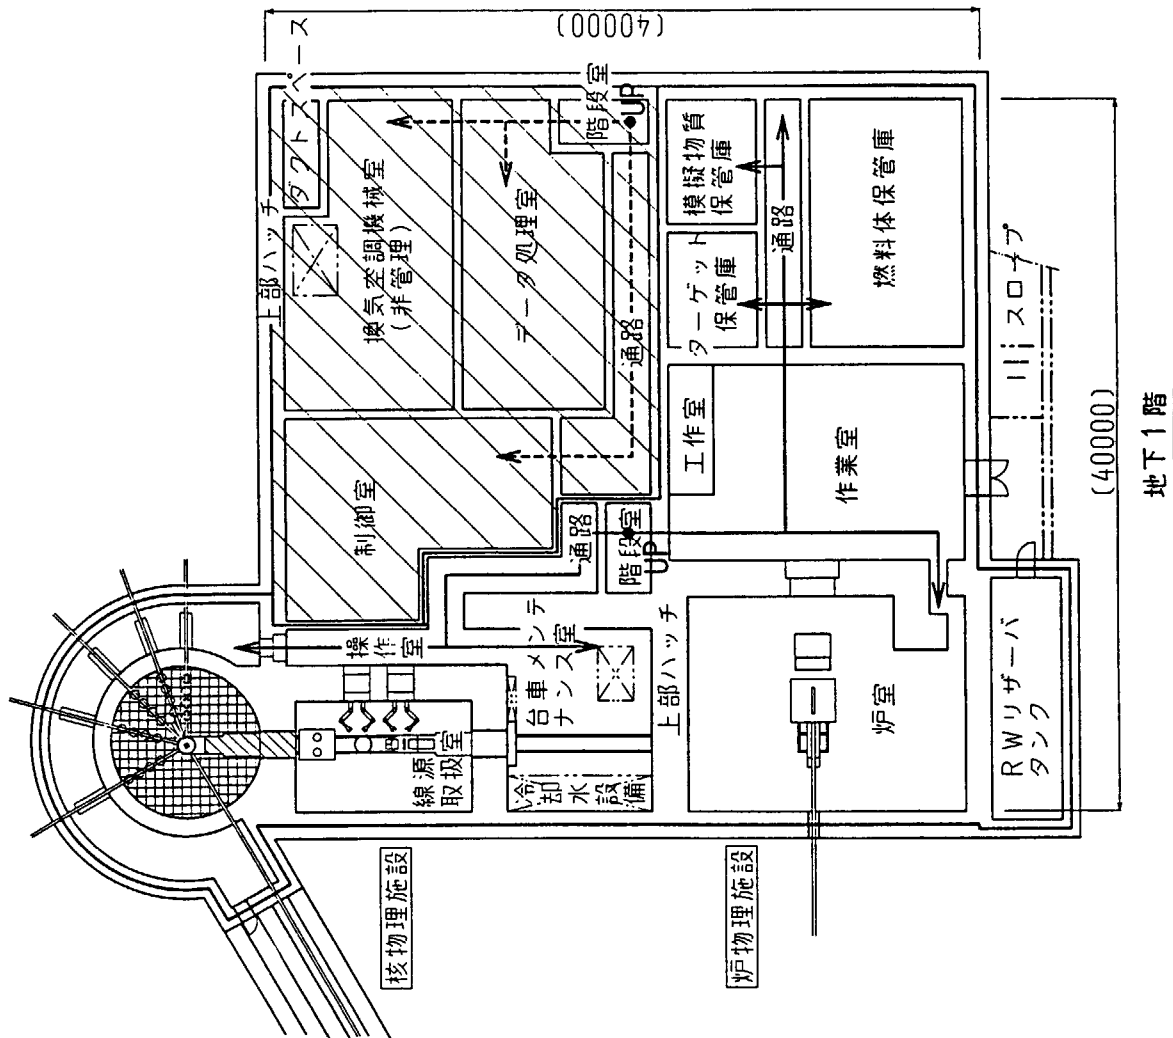 (40000)
上部ハッチ
ダクトスペース
換気空調機械室
(非管理)
データ処理室
階段室
UP
通路
制御室
模擬物質
保管庫
ターゲット
保管庫
通路
燃料体保管庫
工作室
作業室
スロープ
通路
階段室
UP
操作室
台車メンテ
ナンス室
上部ハッチ
線源
取扱室
冷却水設備
炉室
RWリザーバ
タンク
核物理施設
炉物理施設
(40000)
地下1階